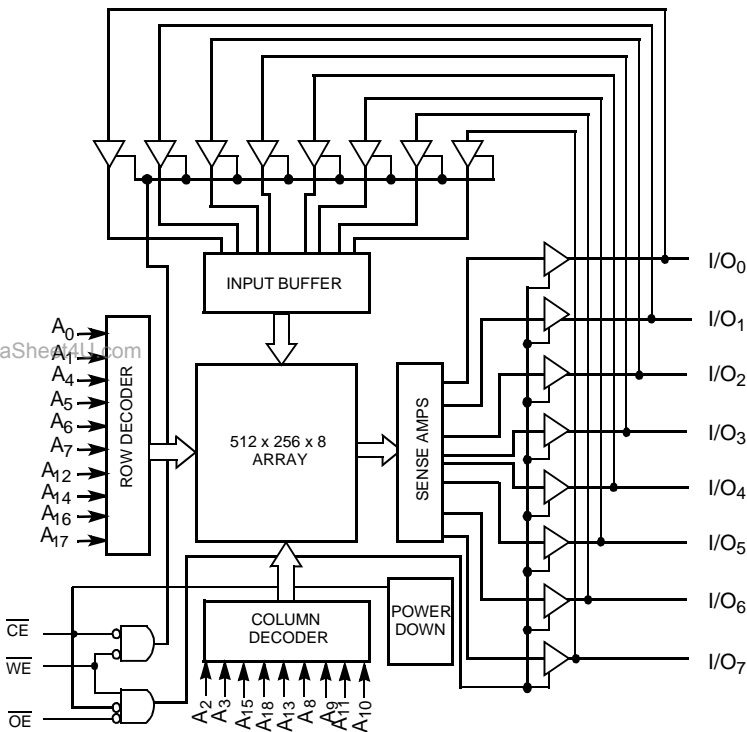 I/O0
INPUT BUFFER
I/O1
A0
aSheet4U.com
A1
I/O2
A4
A5
A6
A7
A12
A14
A16
A17
ROW DECODER
512 x 256 x 8
ARRAY
SENSE AMPS
I/O3
I/O4
I/O5
I/O6
COLUMN
DECODER
POWER
DOWN
CE
WE
OE
I/O7
A2 A3 A15 A18 A13 A8 A9 A11 A10